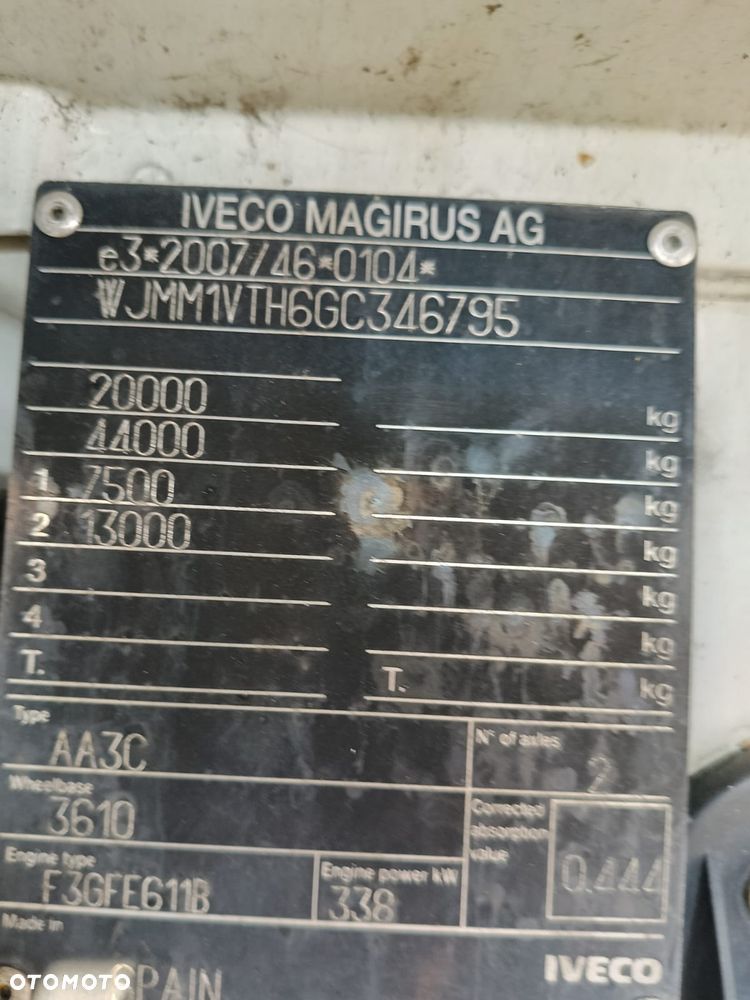 IVECO MAGIRUS AG
e3*2007/46*0104*
WJMM1VTH6GC346795
20000 kg
44000 kg
1 7500 kg
2 13000 kg
3 kg
4 kg
T. T. kg
Type
AA3C
N° of axles
2
Wheelbase
3610
Corrected absorption value
0.444
Engine type
F3GFE611B
Engine power kW
338
Made in
SPAIN
IVECO
OTOMOTO